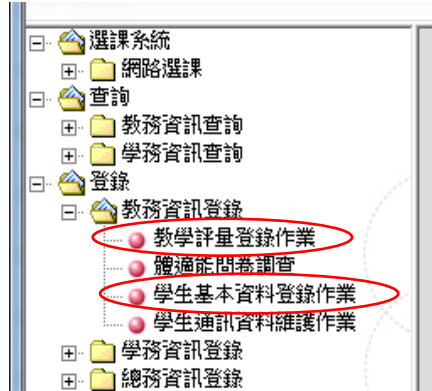 選課系統
網路選課
查詢
教務資訊查詢
學務資訊查詢
登錄
教務資訊登錄
教學評量登錄作業
體適能問卷調查
學生基本資料登錄作業
學生通訊資料維護作業
學務資訊登錄
總務資訊登錄